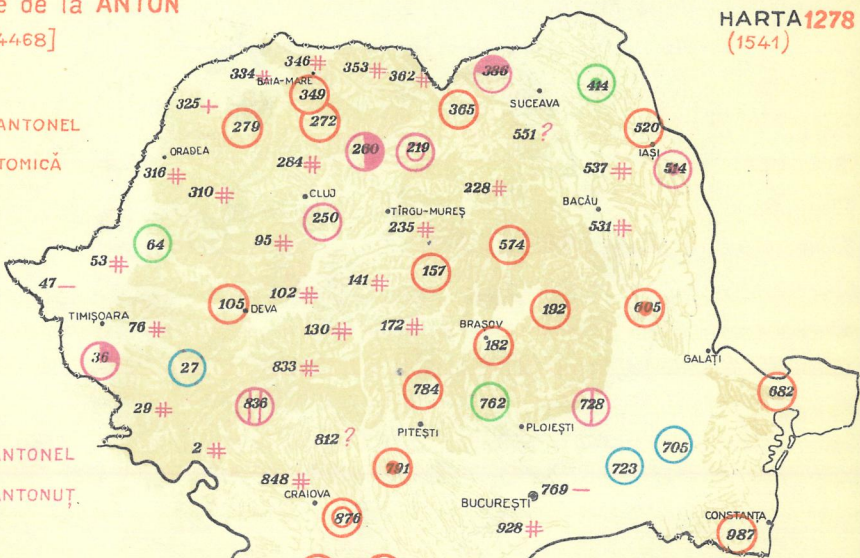 e de la ANTON
4468]
HARTA 1278
(1541)
ANTONEL
TOMICĂ
NTONEL
NTONUȚ
334 #
346 #
BAIA-MARE
353 #
362 #
386
414
SUCEAVA
349
325
365
279
272
551 ?
520
IAȘI
ORADEA
260
219
316 #
284 #
537 #
514
310 #
228 #
CLUJ
BACĂU
TÎRGU-MUREȘ
250
235 #
531 #
64
95 #
574
53 #
157
47 —
141 #
102 #
105
DEVA
192
605
TIMIȘOARA
76 #
130 #
172 #
BRAȘOV
182
GALAȚI
36
27
833 #
784
762
728
682
836
29 #
PITEȘTI
PLOIEȘTI
812 ?
2 #
705
723
791
848 #
CRAIOVA
769 —
BUCUREȘTI
876
928 #
CONSTANȚA
987